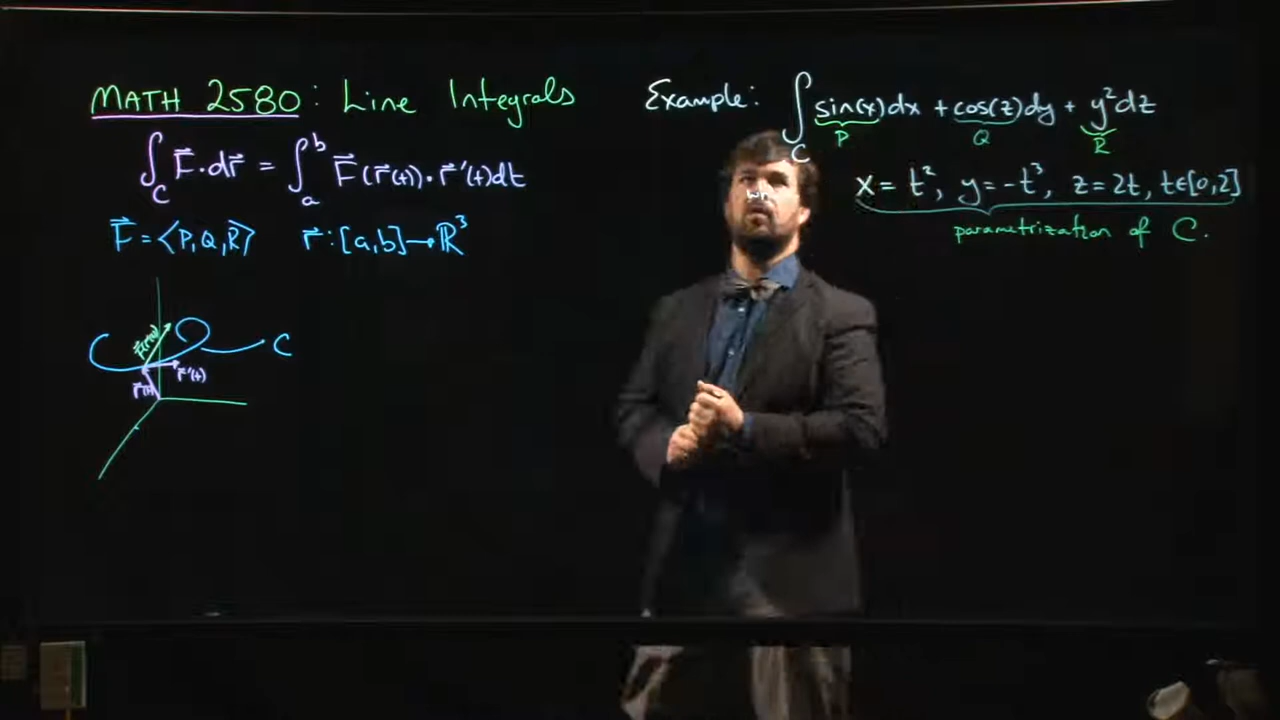 MATH 2580: Line Integrals
∫_C F⃗·dr⃗ = ∫_a^b F⃗(r⃗(t))·r⃗'(t)dt
F⃗ = ⟨P,Q,R⟩ r⃗:[a,b]→ℝ³
F⃗(r(t))
C
r⃗'(t)
r⃗(t)
Example: ∫_C sin(x)dx + cos(z)dy + y²dz
P Q R
x = t², y = -t³, z = 2t, t∈[0,2]
parametrization of C.